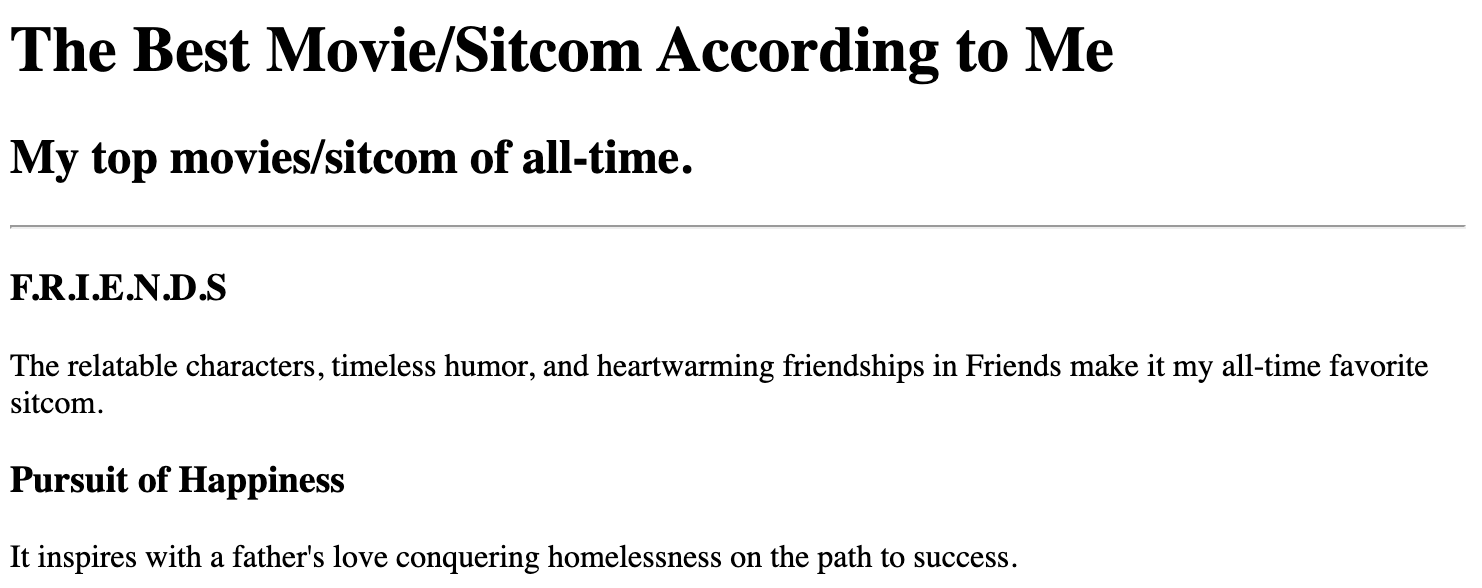 The Best Movie/Sitcom According to Me
My top movies/sitcom of all-time.
F.R.I.E.N.D.S
The relatable characters, timeless humor, and heartwarming friendships in Friends make it my all-time favorite
sitcom.
Pursuit of Happiness
It inspires with a father's love conquering homelessness on the path to success.